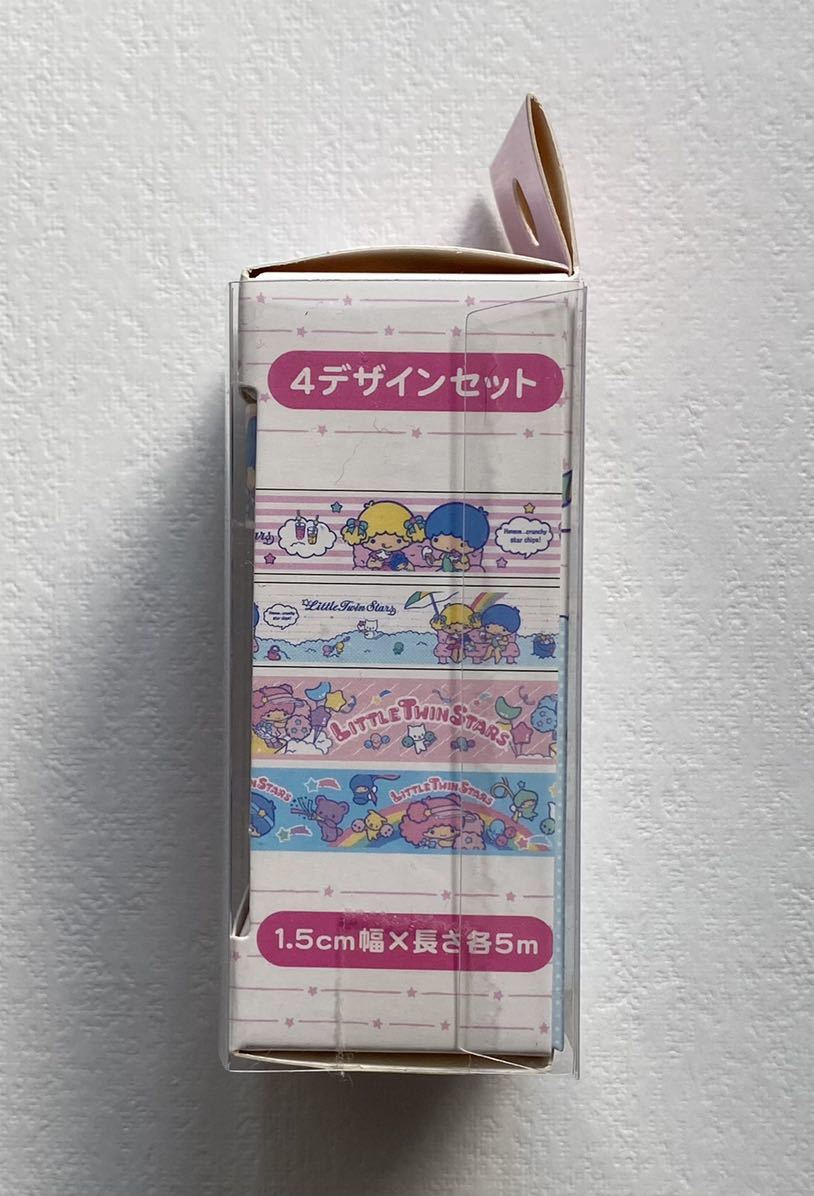 4デザインセット
Hmmm...crunchy
star chips!
Little Twin Stars
LITTLE TWIN STARS
LITTLE TWIN STARS
1.5cm幅×長さ各5m